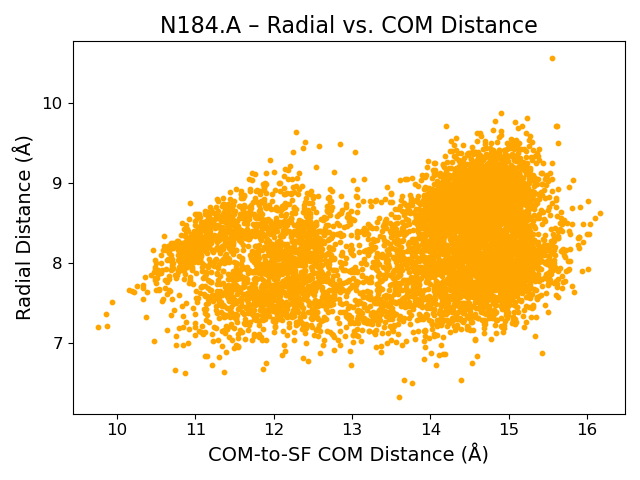 N184.A – Radial vs. COM Distance
Radial Distance (Å)
10
9
8
7
10 11 12 13 14 15 16
COM-to-SF COM Distance (Å)